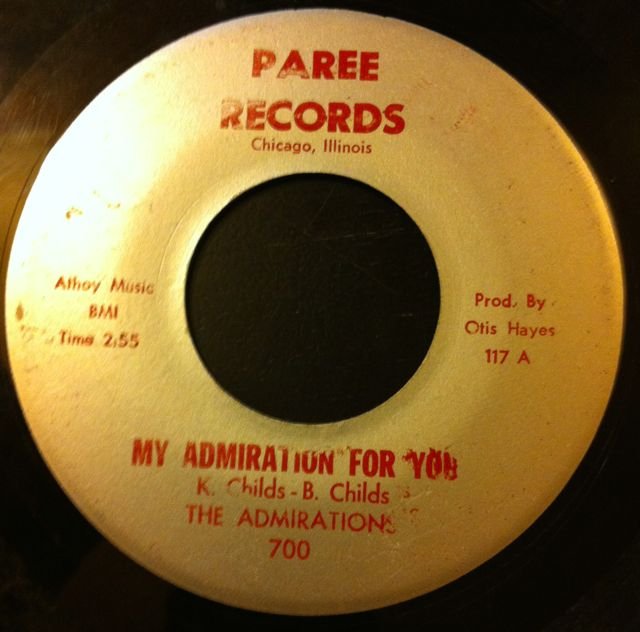 PAREE
RECORDS
Chicago, Illinois
Athoy Music
BMI
Time 2:55
Prod. By
Otis Hayes
117 A
MY ADMIRATION FOR YOU
K. Childs - B. Childs
THE ADMIRATIONS
700